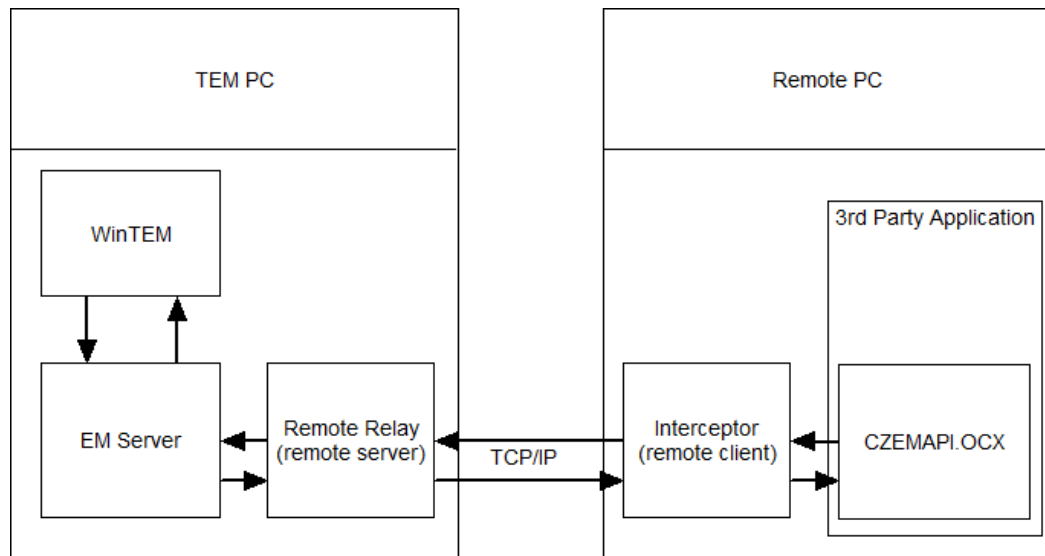 TEM PC
Remote PC
3rd Party Application
WinTEM
EM Server
Remote Relay
(remote server)
TCP/IP
Interceptor
(remote client)
CZEMAPI.OCX